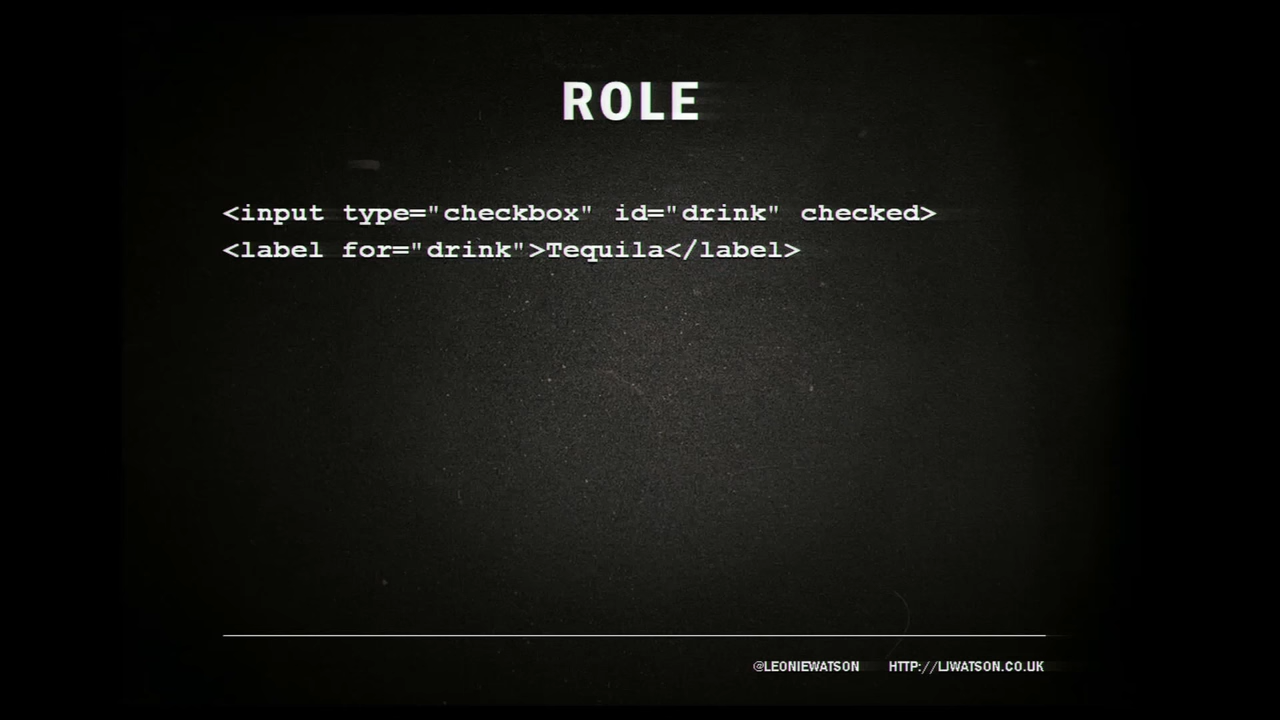 ROLE
<input type="checkbox" id="drink" checked>
<label for="drink">Tequila</label>
@LEONIEWATSON HTTP://LJWATSON.CO.UK